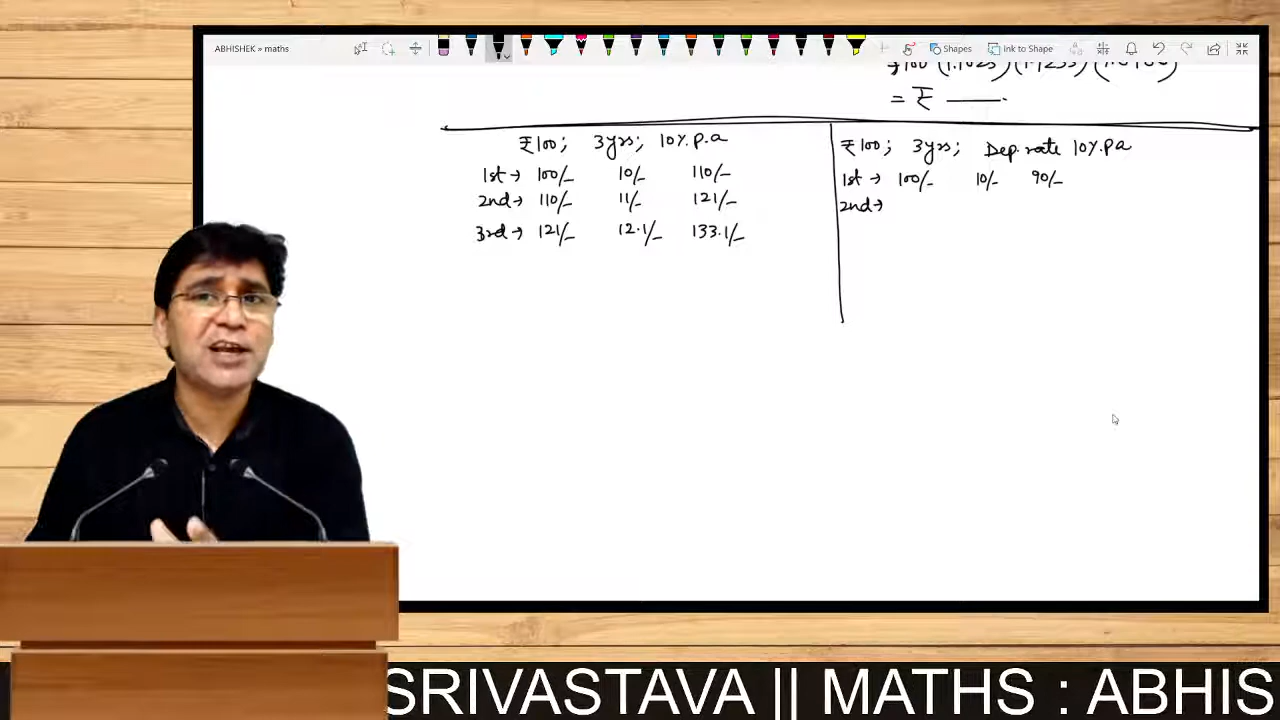 ABHISHEK » maths
Shapes
Ink to Shape
= ₹ ——.
₹100; 3yrs; 10%.p.a
1st → 100/- 10/- 110/-
2nd → 110/- 11/- 121/-
3rd → 121/- 12.1/- 133.1/-
₹100; 3yrs; Dep. rate 10%.p.a
1st → 100/- 10/- 90/-
2nd →
SRIVASTAVA || MATHS : ABHIS